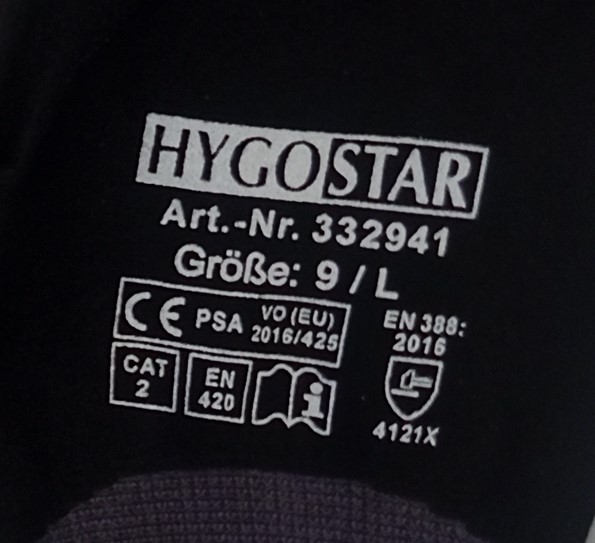 HYGOSTAR
Art.-Nr. 332941
Größe: 9 / L
CE PSA VO (EU)
2016/425
EN 388:
2016
CAT
2
EN
420
i
4121X